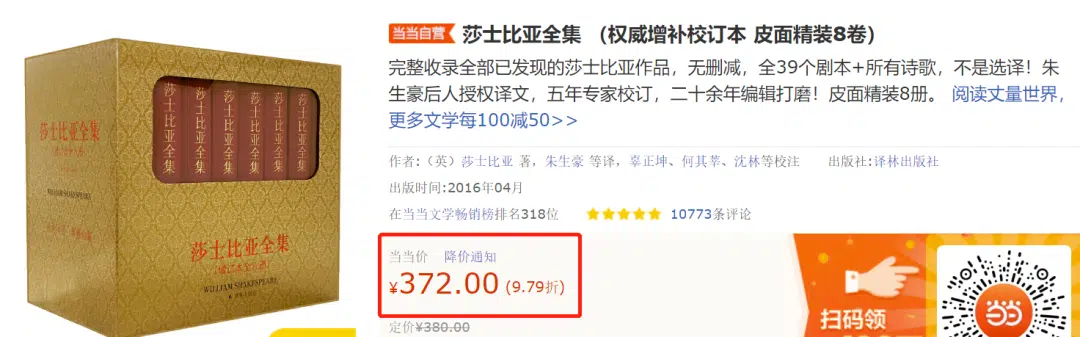 莎士比亚全集
莎士比亚全集
莎士比亚全集
莎士比亚全集
莎士比亚全集
莎士比亚全集
莎士比亚全集
WILLIAM SHAKESPEARE
莎士比亚全集
WILLIAM SHAKESPEARE
当当自营 莎士比亚全集 （权威增补校订本 皮面精装8卷）
完整收录全部已发现的莎士比亚作品，无删减，全39个剧本+所有诗歌，不是选译！朱
生豪后人授权译文，五年专家校订，二十余年编辑打磨！皮面精装8册。 阅读丈量世界，
更多文学每100减50>>
作者:（英）莎士比亚 著，朱生豪 等译，辜正坤、何其莘、沈林等校注 出版社:译林出版社
出版时间:2016年04月
在当当文学畅销榜排名318位 10773条评论
当当价 降价通知
¥372.00 (9.79折)
定价¥380.00
扫码领
当当